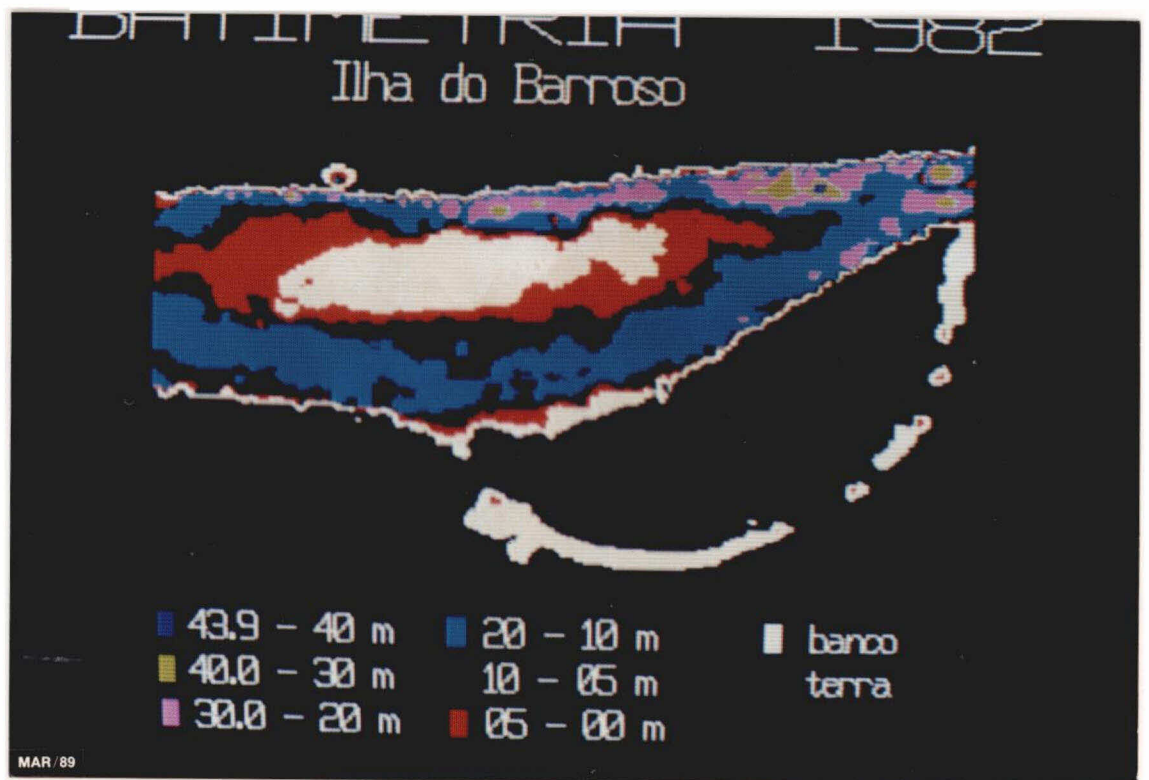 BATIMETRIA 1982
Ilha do Barroso
43.9 - 40 m
40.0 - 30 m
30.0 - 20 m
20 - 10 m
10 - 05 m
05 - 00 m
banco
terra
MAR/89